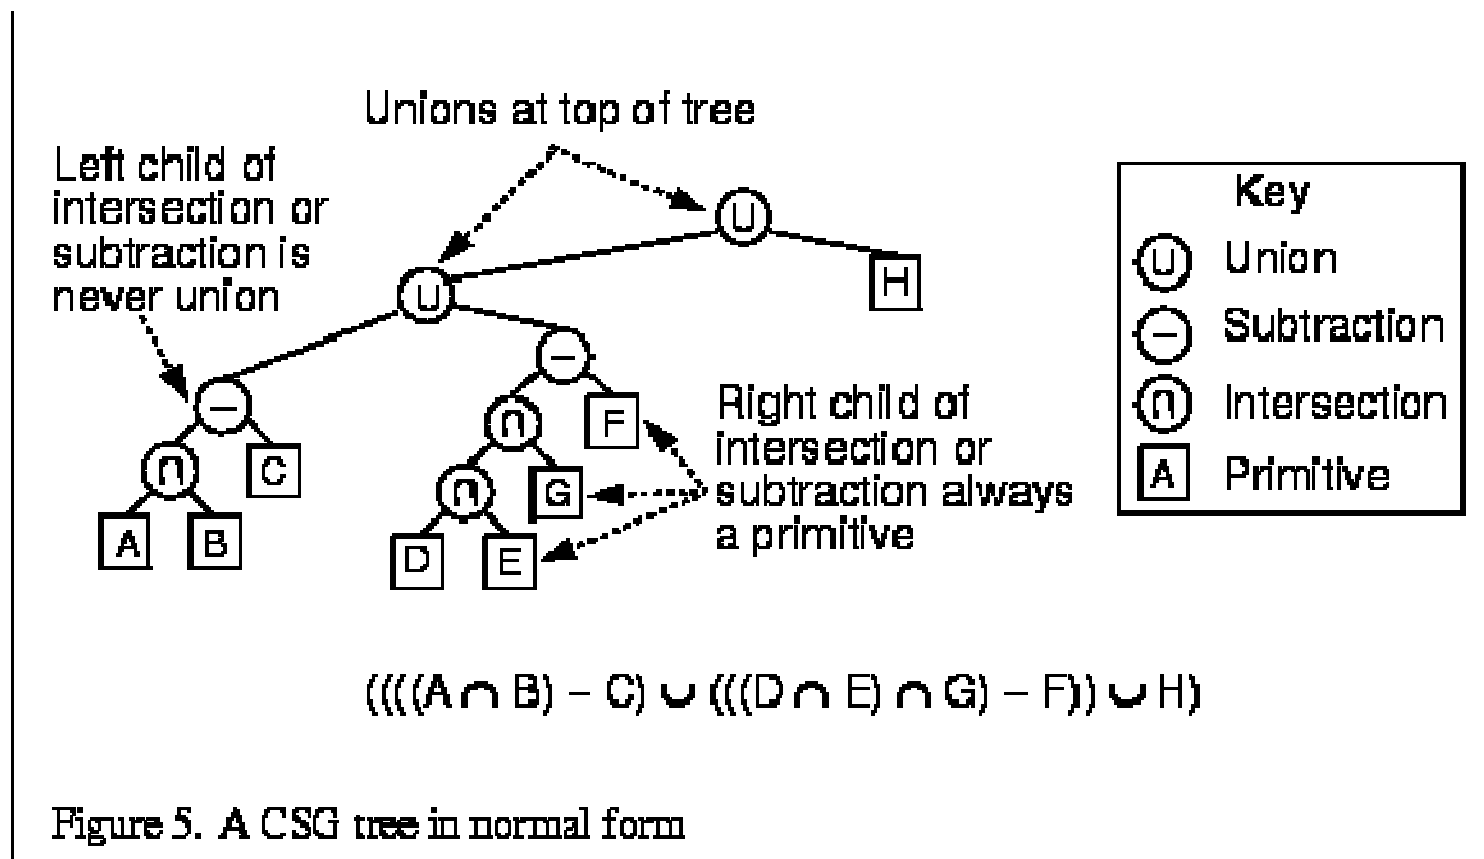 Unions at top of tree
Left child of
intersection or
subtraction is
never union
U
H
U
−
−
∩
C
A
B
∩
F
∩
G
D
E
Right child of
intersection or
subtraction always
a primitive
Key
U Union
− Subtraction
∩ Intersection
A Primitive
((((A ∩ B) − C) ∪ (((D ∩ E) ∩ G) − F)) ∪ H)
Figure 5. A CSG tree in normal form